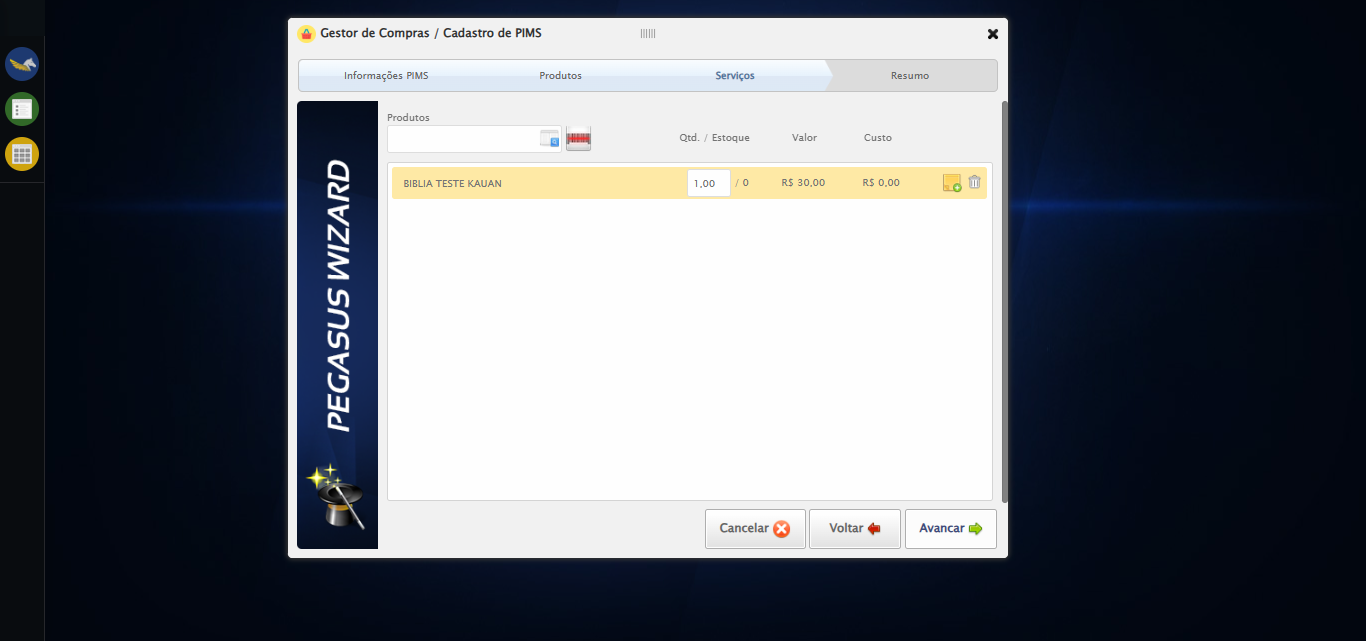 Gestor de Compras / Cadastro de PIMS
Informações PIMS Produtos Serviços Resumo
PEGASUS WIZARD
Produtos
Qtd. / Estoque Valor Custo
BIBLIA TESTE KAUAN 1,00 / 0 R$ 30,00 R$ 0,00
Cancelar Voltar Avancar